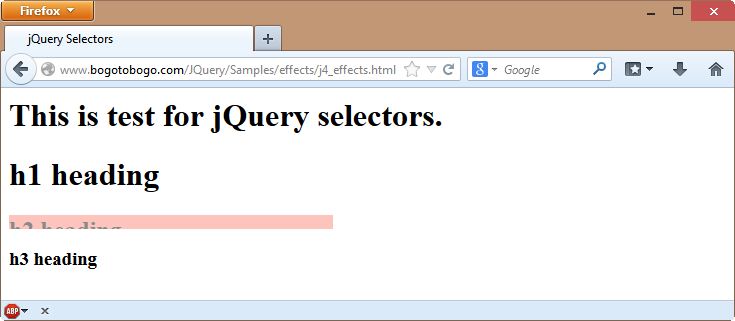 Firefox
jQuery Selectors
www.bogotobogo.com/JQuery/Samples/effects/j4_effects.html
g Google
This is test for jQuery selectors.
h1 heading
h2 heading
h3 heading
ABP